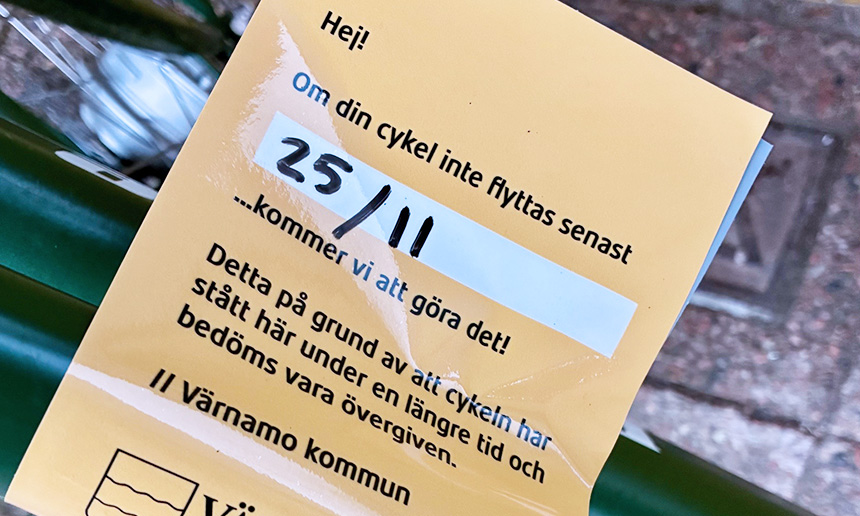 Hej!
Om din cykel inte flyttas senast
25/11
...kommer vi att göra det!
Detta på grund av att cykeln har
stått här under en längre tid och
bedöms vara övergiven.
// Värnamo kommun